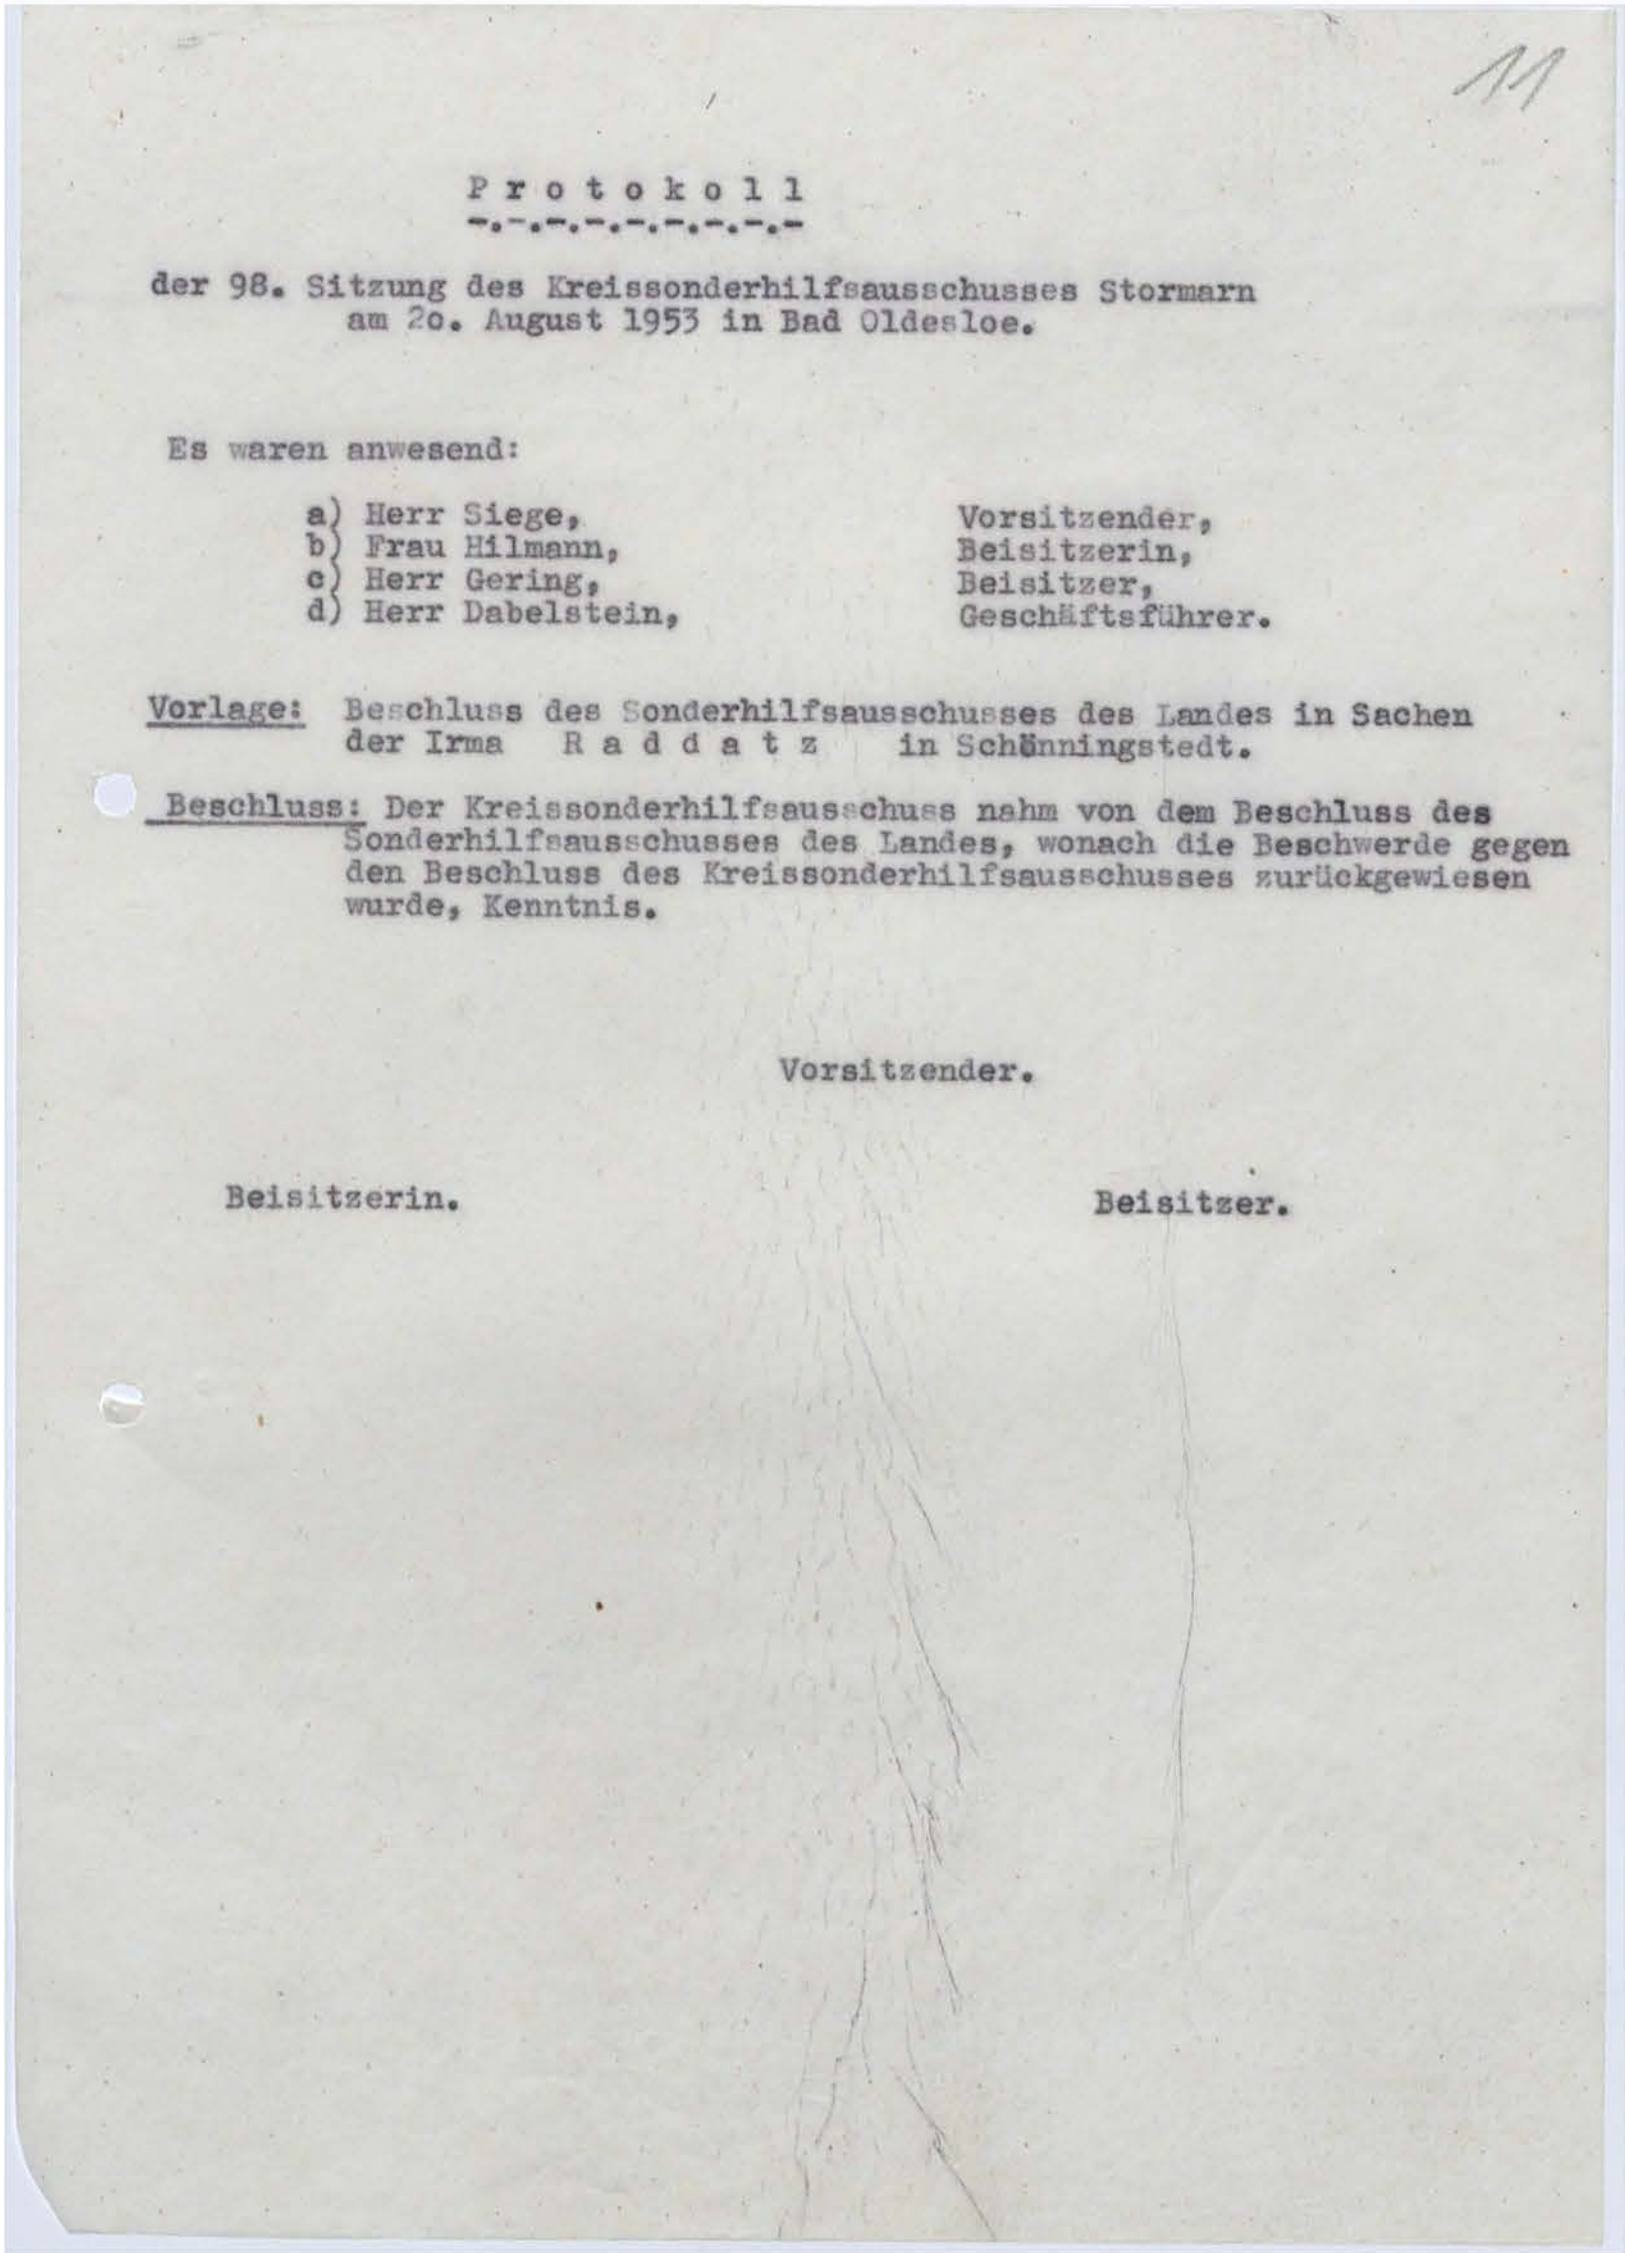 11
P r o t o k o l l
-.-.-.-.-.-.-.-.-
der 98. Sitzung des Kreissonderhilfsausschusses Stormarn
am 2o. August 1953 in Bad Oldesloe.
Es waren anwesend:
a) Herr Siege, Vorsitzender,
b) Frau Hilmann, Beisitzerin,
c) Herr Gering, Beisitzer,
d) Herr Dabelstein, Geschäftsführer.
Vorlage: Beschluss des Sonderhilfsausschusses des Landes in Sachen
der Irma R a d d a t z in Schönningstedt.
Beschluss: Der Kreissonderhilfsausschuss nahm von dem Beschluss des
Sonderhilfsausschusses des Landes, wonach die Beschwerde gegen
den Beschluss des Kreissonderhilfsausschusses zurückgewiesen
wurde, Kenntnis.
Vorsitzender.
Beisitzerin. Beisitzer.